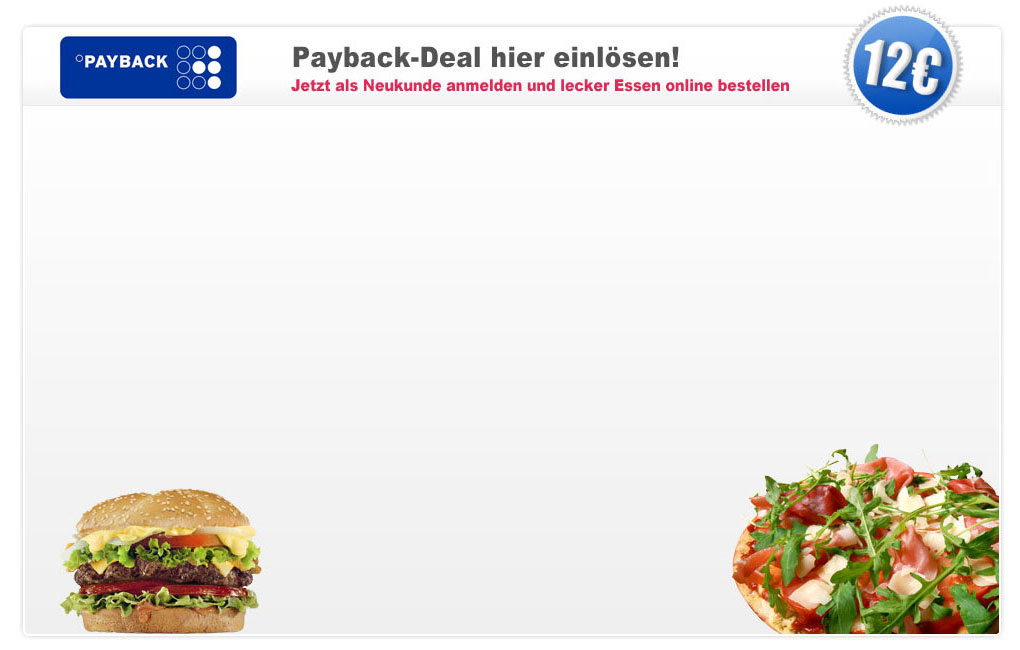 °PAYBACK
Payback-Deal hier einlösen!
Jetzt als Neukunde anmelden und lecker Essen online bestellen
12€